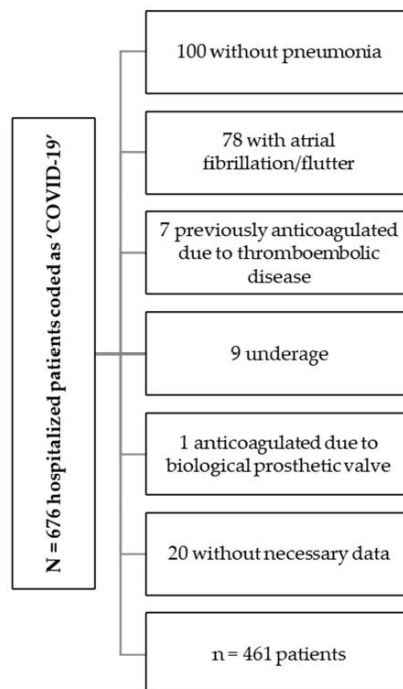 N = 676 hospitalized patients coded as 'COVID-19'
100 without pneumonia
78 with atrial
fibrillation/flutter
7 previously anticoagulated
due to thromboembolic
disease
9 underage
1 anticoagulated due to
biological prosthetic valve
20 without necessary data
n = 461 patients